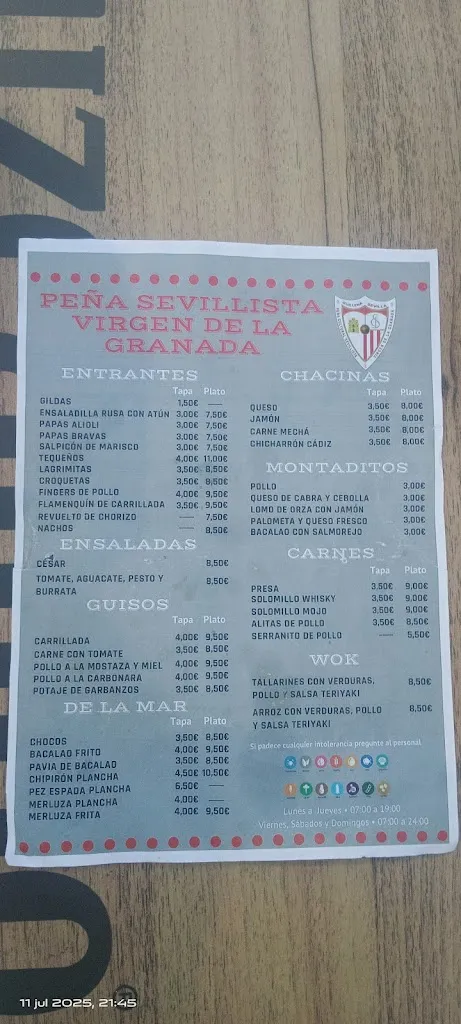 PEÑA SEVILLISTA
VIRGEN DE LA
GRANADA
ENTRANTES
Tapa Plato
GILDAS 1,50€ ----
ENSALADILLA RUSA CON ATÚN 3,00€ 7,50€
PAPAS ALIOLI 3,00€ 7,50€
PAPAS BRAVAS 3,00€ 7,50€
SALPICÓN DE MARISCO 3,00€ 7,50€
TEQUEÑOS 4,00€ 11,00€
LAGRIMITAS 3,50€ 8,50€
CROQUETAS 3,50€ 8,50€
FINGERS DE POLLO 4,00€ 9,50€
FLAMENQUÍN DE CARRILLADA 3,50€ 9,50€
REVUELTO DE CHORIZO ---- 7,50€
NACHOS ---- 8,50€
ENSALADAS
CÉSAR 8,50€
TOMATE, AGUACATE, PESTO Y 8,50€
BURRATA
GUISOS
Tapa Plato
CARRILLADA 4,00€ 9,50€
CARNE CON TOMATE 3,50€ 8,50€
POLLO A LA MOSTAZA Y MIEL 4,00€ 9,50€
POLLO A LA CARBONARA 4,00€ 9,50€
POTAJE DE GARBANZOS 3,50€ 8,50€
DE LA MAR
Tapa Plato
CHOCOS 3,50€ 8,50€
BACALAO FRITO 4,00€ 9,50€
PAVIA DE BACALAO 3,50€ 8,50€
CHIPIRÓN PLANCHA 4,50€ 10,50€
PEZ ESPADA PLANCHA 6,50€ ----
MERLUZA PLANCHA 4,00€ ----
MERLUZA FRITA 4,00€ 9,50€
CHACINAS
Tapa Plato
QUESO 3,50€ 8,00€
JAMÓN 3,50€ 8,00€
CARNE MECHÁ 3,50€ 8,00€
CHICHARRÓN CÁDIZ 3,50€ 8,00€
MONTADITOS
POLLO 3,00€
QUESO DE CABRA Y CEBOLLA 3,00€
LOMO DE ORZA CON JAMÓN 3,00€
PALOMETA Y QUESO FRESCO 3,00€
BACALAO CON SALMOREJO 3,00€
CARNES
Tapa Plato
PRESA 3,50€ 9,00€
SOLOMILLO WHISKY 3,50€ 9,00€
SOLOMILLO MOJO 3,50€ 9,00€
ALITAS DE POLLO 3,50€ 8,50€
SERRANITO DE POLLO ---- 5,50€
WOK
TALLARINES CON VERDURAS, 8,50€
POLLO Y SALSA TERIYAKI
ARROZ CON VERDURAS, POLLO 8,50€
Y SALSA TERIYAKI
Si padece cualquier intolerancia pregunte al personal
Lunes a Jueves • 07:00 a 19:00
Viernes, Sábados y Domingos • 07:00 a 24:00
11 jul 2025, 21:45